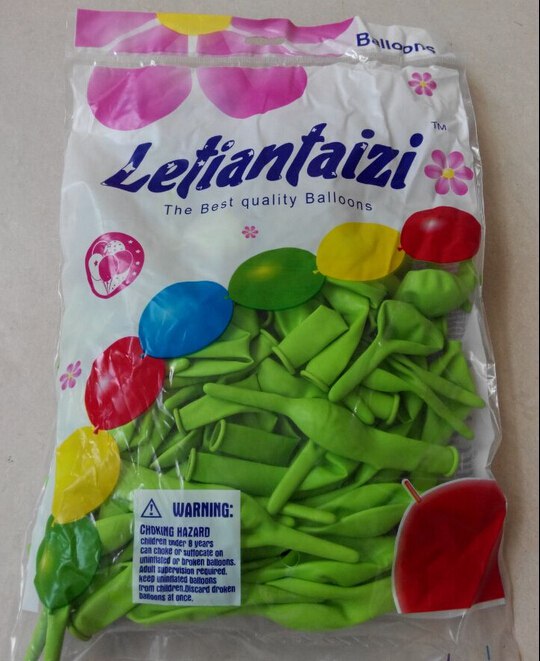 Balloons
Letiantaizi
TM
The Best quality Balloons
WARNING:
CHOKING HAZARD
Children under 8 years
can choke or suffocate on
uninflated or broken balloons.
Adult supervision required.
keep uninflated balloons
from children.Discard droken
balloons at once.